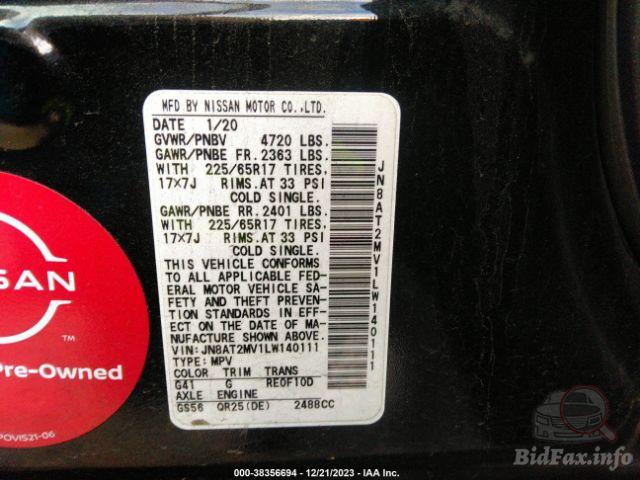 MFD BY NISSAN MOTOR CO.,LTD.
DATE 1/20
GVWR/PNBV 4720 LBS.
GAWR/PNBE FR. 2363 LBS.
WITH 225/65R17 TIRES,
17X7J RIMS.AT 33 PSI
COLD SINGLE.
GAWR/PNBE RR. 2401 LBS.
WITH 225/65R17 TIRES,
17X7J RIMS.AT 33 PSI
COLD SINGLE.
THIS VEHICLE CONFORMS
TO ALL APPLICABLE FED-
ERAL MOTOR VEHICLE SA-
FETY AND THEFT PREVEN-
TION STANDARDS IN EFF-
ECT ON THE DATE OF MA-
NUFACTURE SHOWN ABOVE.
VIN: JN8AT2MV1LW140111
TYPE: MPV
COLOR TRIM TRANS
G41 G RE0F10D
AXLE ENGINE
GS56 QR25(DE) 2488CC
JN8AT2MV1LW140111
SSAN
Pre-Owned
POVIS21-06
000-38356694 - 12/21/2023 - IAA Inc.
BidFax.info